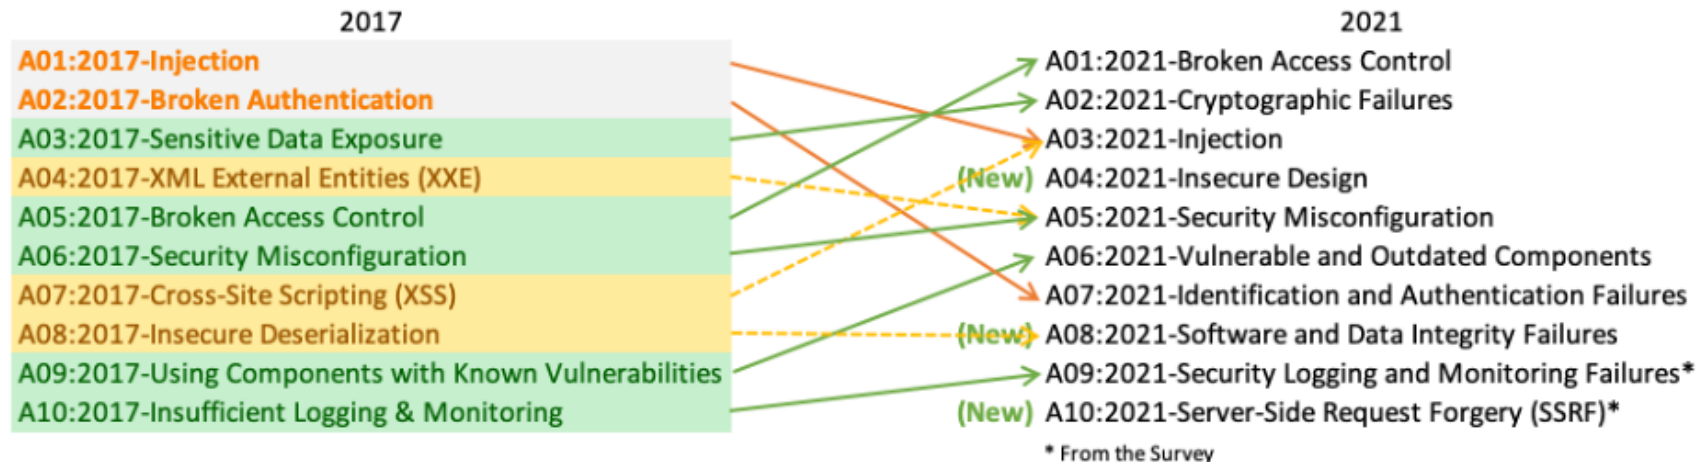 2017
A01:2017-Injection
A02:2017-Broken Authentication
A03:2017-Sensitive Data Exposure
A04:2017-XML External Entities (XXE)
A05:2017-Broken Access Control
A06:2017-Security Misconfiguration
A07:2017-Cross-Site Scripting (XSS)
A08:2017-Insecure Deserialization
A09:2017-Using Components with Known Vulnerabilities
A10:2017-Insufficient Logging & Monitoring
2021
A01:2021-Broken Access Control
A02:2021-Cryptographic Failures
A03:2021-Injection
(New) A04:2021-Insecure Design
A05:2021-Security Misconfiguration
A06:2021-Vulnerable and Outdated Components
A07:2021-Identification and Authentication Failures
(New) A08:2021-Software and Data Integrity Failures
A09:2021-Security Logging and Monitoring Failures*
(New) A10:2021-Server-Side Request Forgery (SSRF)*
* From the Survey